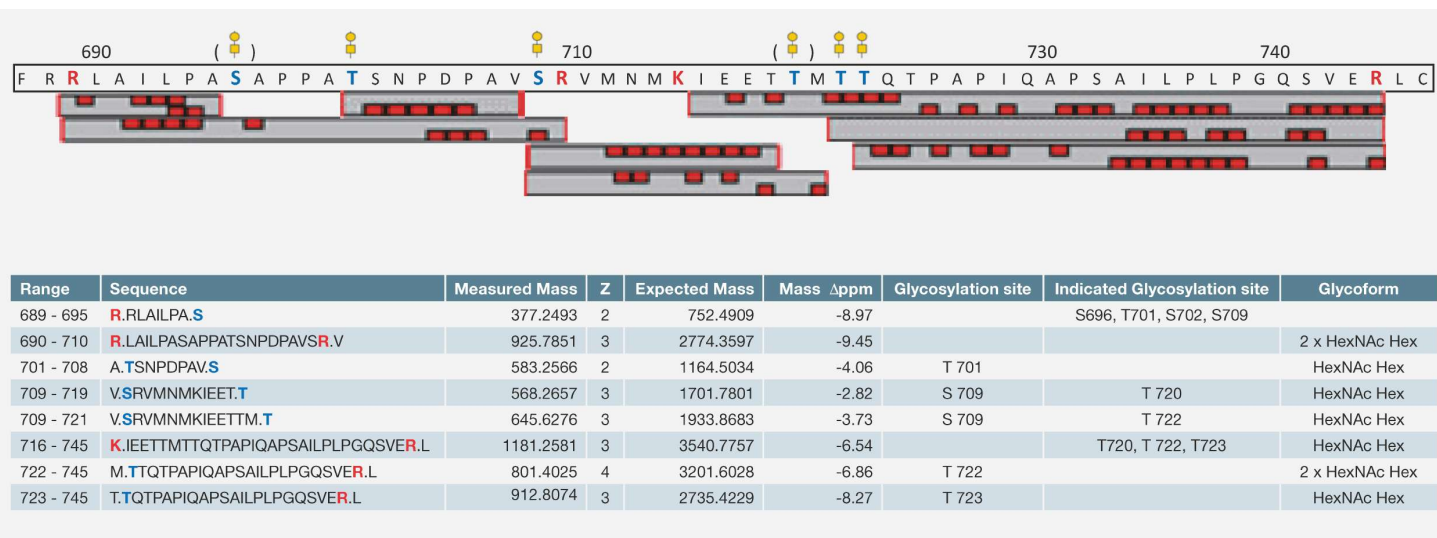 690 ( ) 710 ( ) 730 740
F R R L A I L P A S A P P A T S N P D P A V S R V M N M K I E E T T M T T Q T P A P I Q A P S A I L P L P G Q S V E R L C
Range Sequence Measured Mass Z Expected Mass Mass Δppm Glycosylation site Indicated Glycosylation site Glycoform
689 - 695 R.RLAILPA.S 377.2493 2 752.4909 -8.97 S696, T701, S702, S709
690 - 710 R.LAILPASAPPATSNPDPAVSR.V 925.7851 3 2774.3597 -9.45 2 x HexNAc Hex
701 - 708 A.TSNPDPAV.S 583.2566 2 1164.5034 -4.06 T 701 HexNAc Hex
709 - 719 V.SRVMNMKIEET.T 568.2657 3 1701.7801 -2.82 S 709 T 720 HexNAc Hex
709 - 721 V.SRVMNMKIEETTM.T 645.6276 3 1933.8683 -3.73 S 709 T 722 HexNAc Hex
716 - 745 K.IEETTMTTQTPAPIQAPSAILPLPGQSVER.L 1181.2581 3 3540.7757 -6.54 T720, T 722, T723 HexNAc Hex
722 - 745 M.TTQTPAPIQAPSAILPLPGQSVER.L 801.4025 4 3201.6028 -6.86 T 722 2 x HexNAc Hex
723 - 745 T.TQTPAPIQAPSAILPLPGQSVER.L 912.8074 3 2735.4229 -8.27 T 723 HexNAc Hex